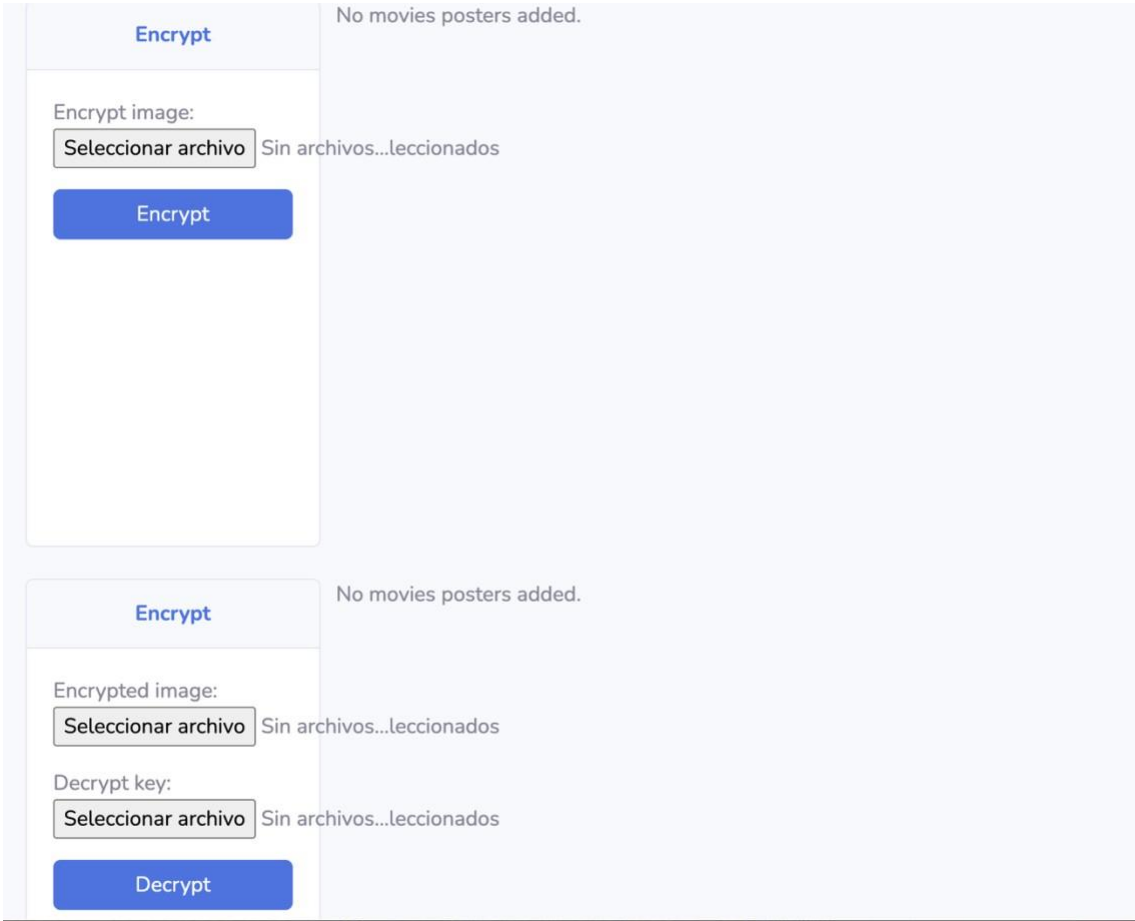 No movies posters added.
Encrypt
Encrypt image:
Seleccionar archivo Sin archivos...leccionados
Encrypt
No movies posters added.
Encrypt
Encrypted image:
Seleccionar archivo Sin archivos...leccionados
Decrypt key:
Seleccionar archivo Sin archivos...leccionados
Decrypt